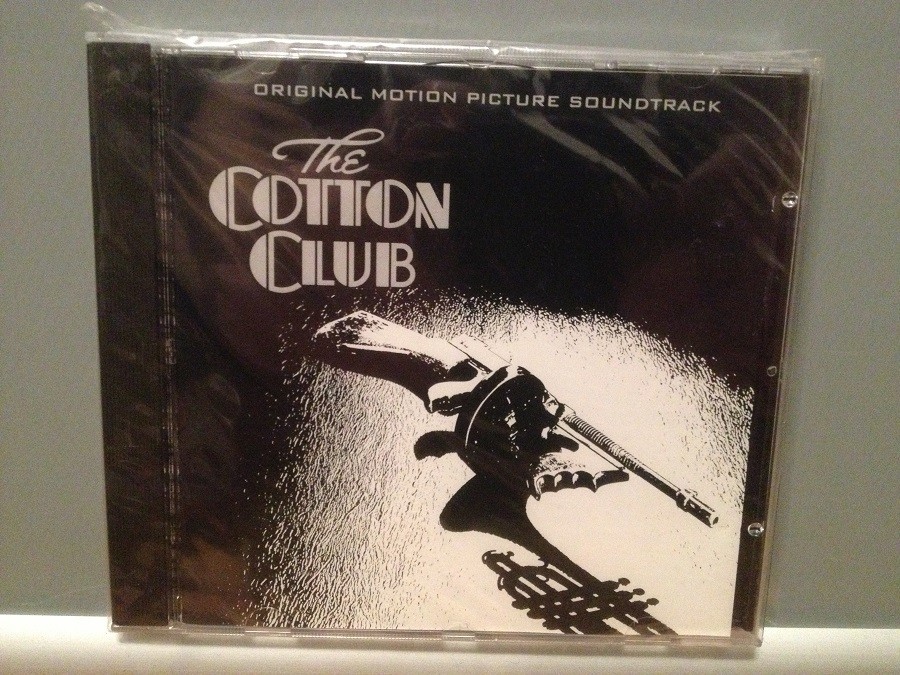 ORIGINAL MOTION PICTURE SOUNDTRACK
The
COTTON
CLUB